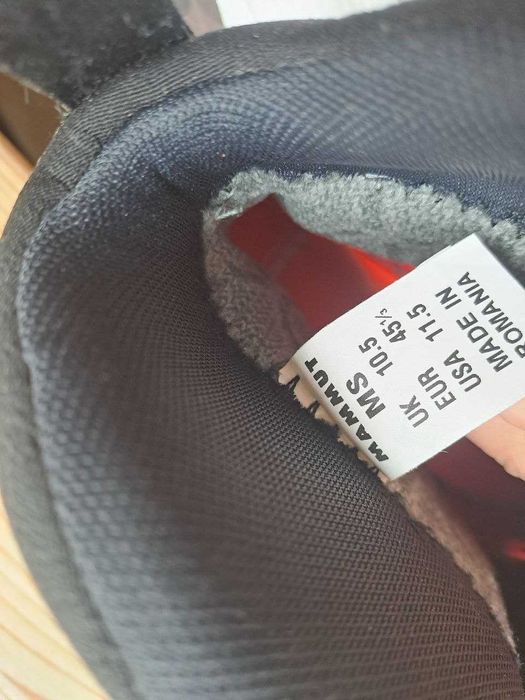 MAMMUT
MS
UK 10.5
EUR 45⅓
USA 11.5
MADE IN
ROMANIA